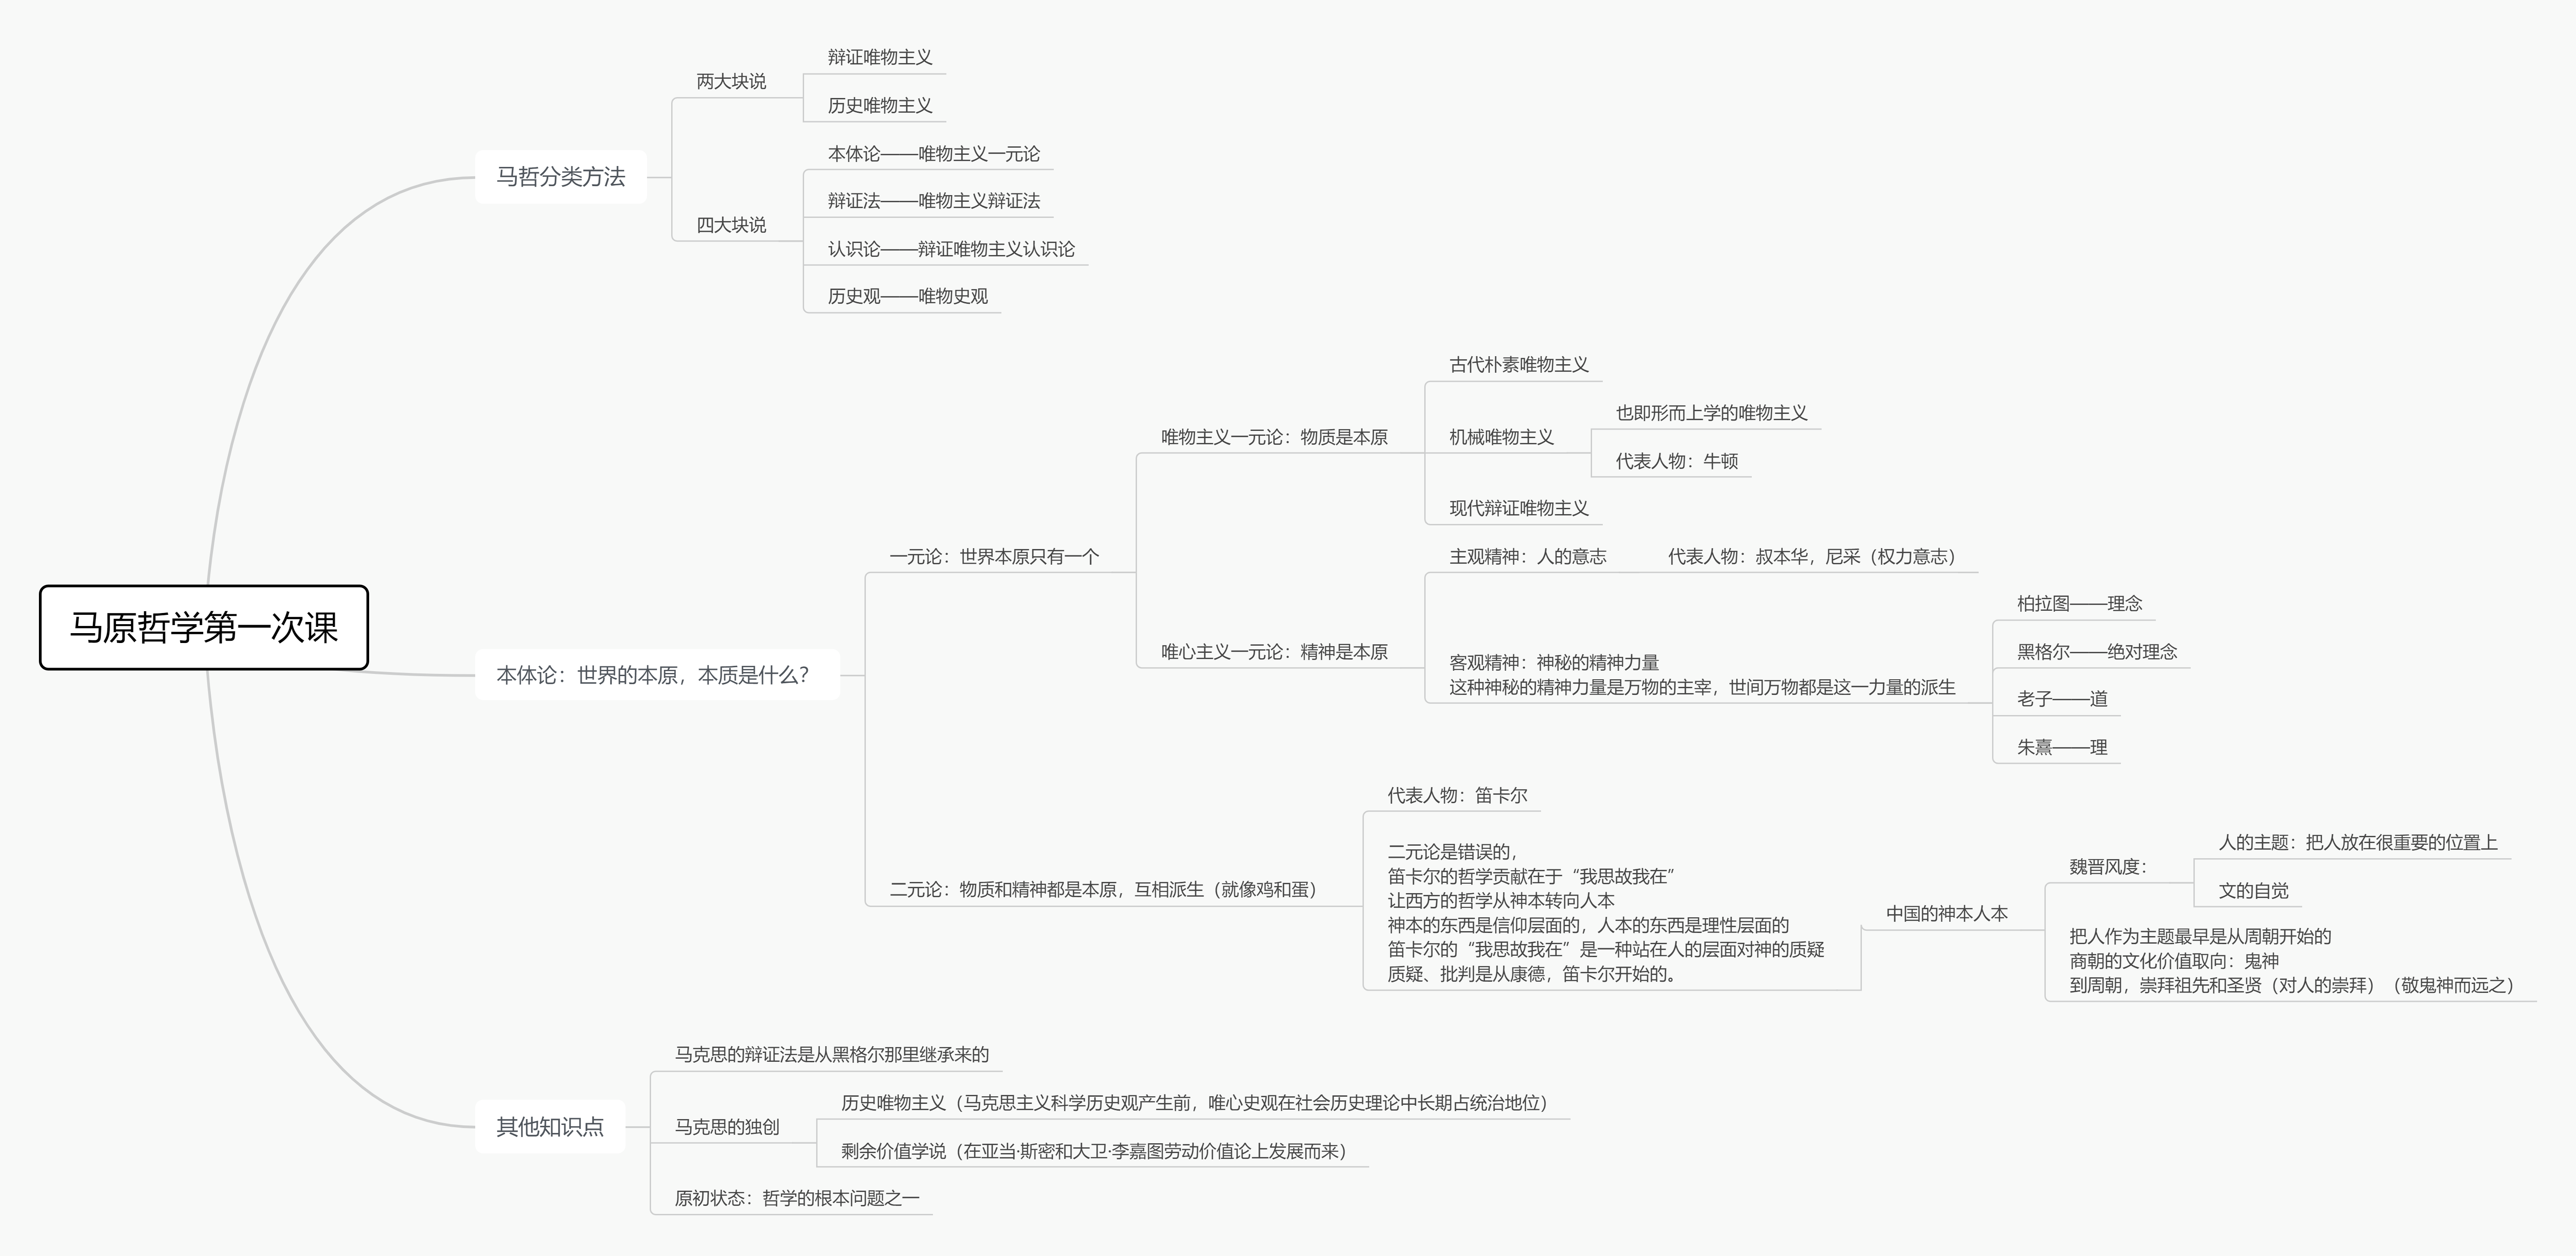 马原哲学第一次课
马哲分类方法
两大块说
辩证唯物主义
历史唯物主义
四大块说
本体论——唯物主义一元论
辩证法——唯物主义辩证法
认识论——辩证唯物主义认识论
历史观——唯物史观
本体论：世界的本原，本质是什么？
一元论：世界本原只有一个
唯物主义一元论：物质是本原
古代朴素唯物主义
机械唯物主义
也即形而上学的唯物主义
代表人物：牛顿
现代辩证唯物主义
唯心主义一元论：精神是本原
主观精神：人的意志
代表人物：叔本华，尼采（权力意志）
客观精神：神秘的精神力量
这种神秘的精神力量是万物的主宰，世间万物都是这一力量的派生
柏拉图——理念
黑格尔——绝对理念
老子——道
朱熹——理
二元论：物质和精神都是本原，互相派生（就像鸡和蛋）
代表人物：笛卡尔
二元论是错误的，
笛卡尔的哲学贡献在于“我思故我在”
让西方的哲学从神本转向人本
神本的东西是信仰层面的，人本的东西是理性层面的
笛卡尔的“我思故我在”是一种站在人的层面对神的质疑
质疑、批判是从康德，笛卡尔开始的。
中国的神本人本
魏晋风度：
人的主题：把人放在很重要的位置上
文的自觉
把人作为主题最早是从周朝开始的
商朝的文化价值取向：鬼神
到周朝，崇拜祖先和圣贤（对人的崇拜）（敬鬼神而远之）
其他知识点
马克思的辩证法是从黑格尔那里继承来的
马克思的独创
历史唯物主义（马克思主义科学历史观产生前，唯心史观在社会历史理论中长期占统治地位）
剩余价值学说（在亚当·斯密和大卫·李嘉图劳动价值论上发展而来）
原初状态：哲学的根本问题之一